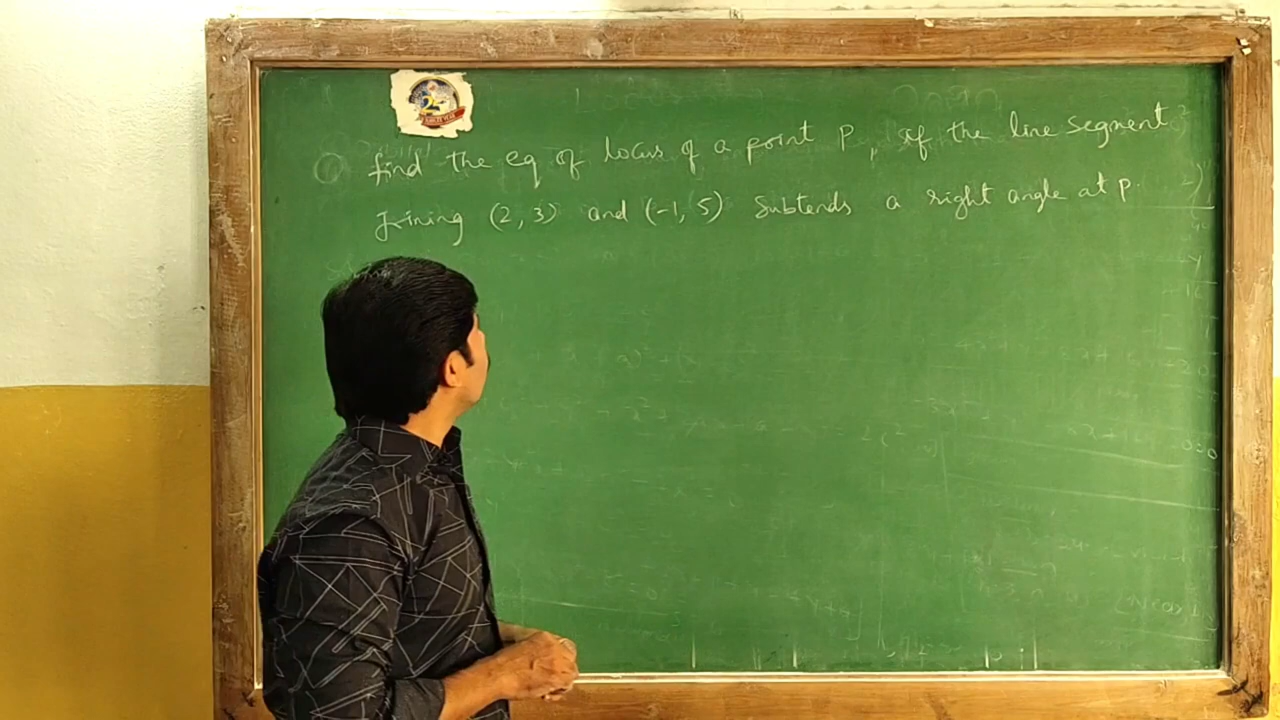 find the eq of locus of a point P, if the line segment
joining (2, 3) and (-1, 5) subtends a right angle at P.